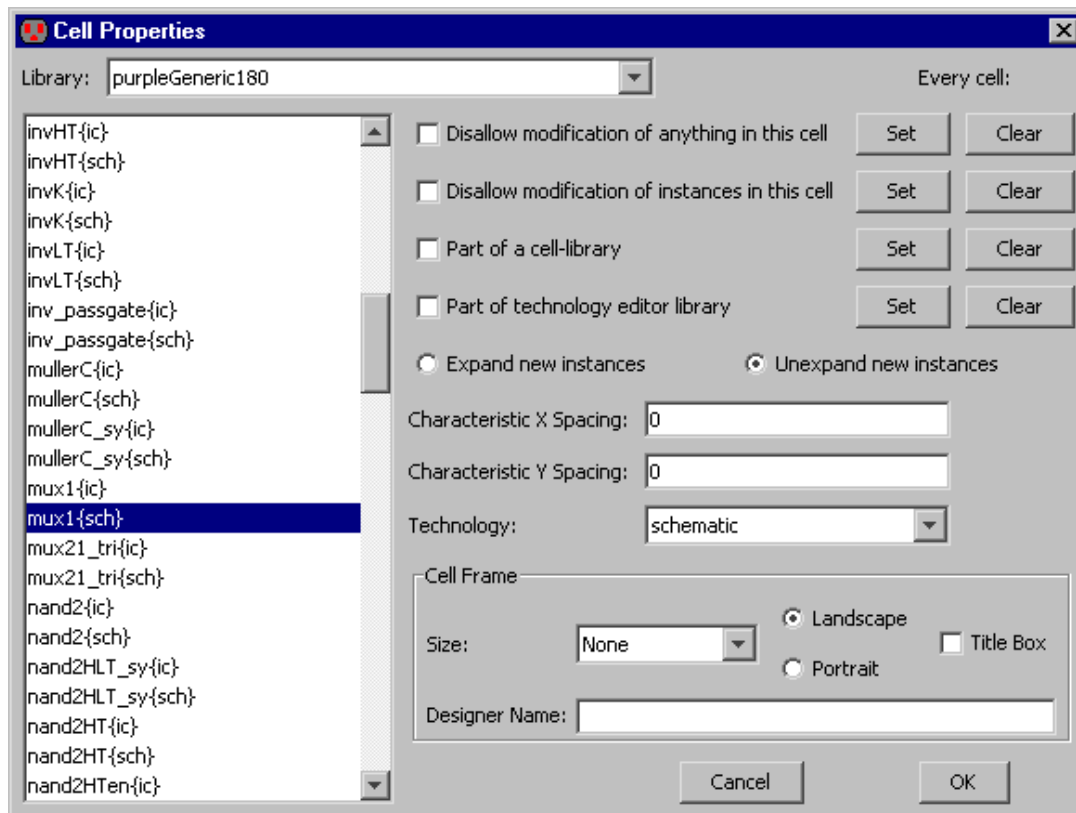 Cell Properties
Library: purpleGeneric180 Every cell:
invHT{ic}
invHT{sch}
invK{ic}
invK{sch}
invLT{ic}
invLT{sch}
inv_passgate{ic}
inv_passgate{sch}
mullerC{ic}
mullerC{sch}
mullerC_sy{ic}
mullerC_sy{sch}
mux1{ic}
mux1{sch}
mux21_tri{ic}
mux21_tri{sch}
nand2{ic}
nand2{sch}
nand2HLT_sy{ic}
nand2HLT_sy{sch}
nand2HT{ic}
nand2HT{sch}
nand2HTen{ic}
Disallow modification of anything in this cell Set Clear
Disallow modification of instances in this cell Set Clear
Part of a cell-library Set Clear
Part of technology editor library Set Clear
Expand new instances Unexpand new instances
Characteristic X Spacing: 0
Characteristic Y Spacing: 0
Technology: schematic
Cell Frame
Size: None Landscape Title Box
Portrait
Designer Name:
Cancel OK